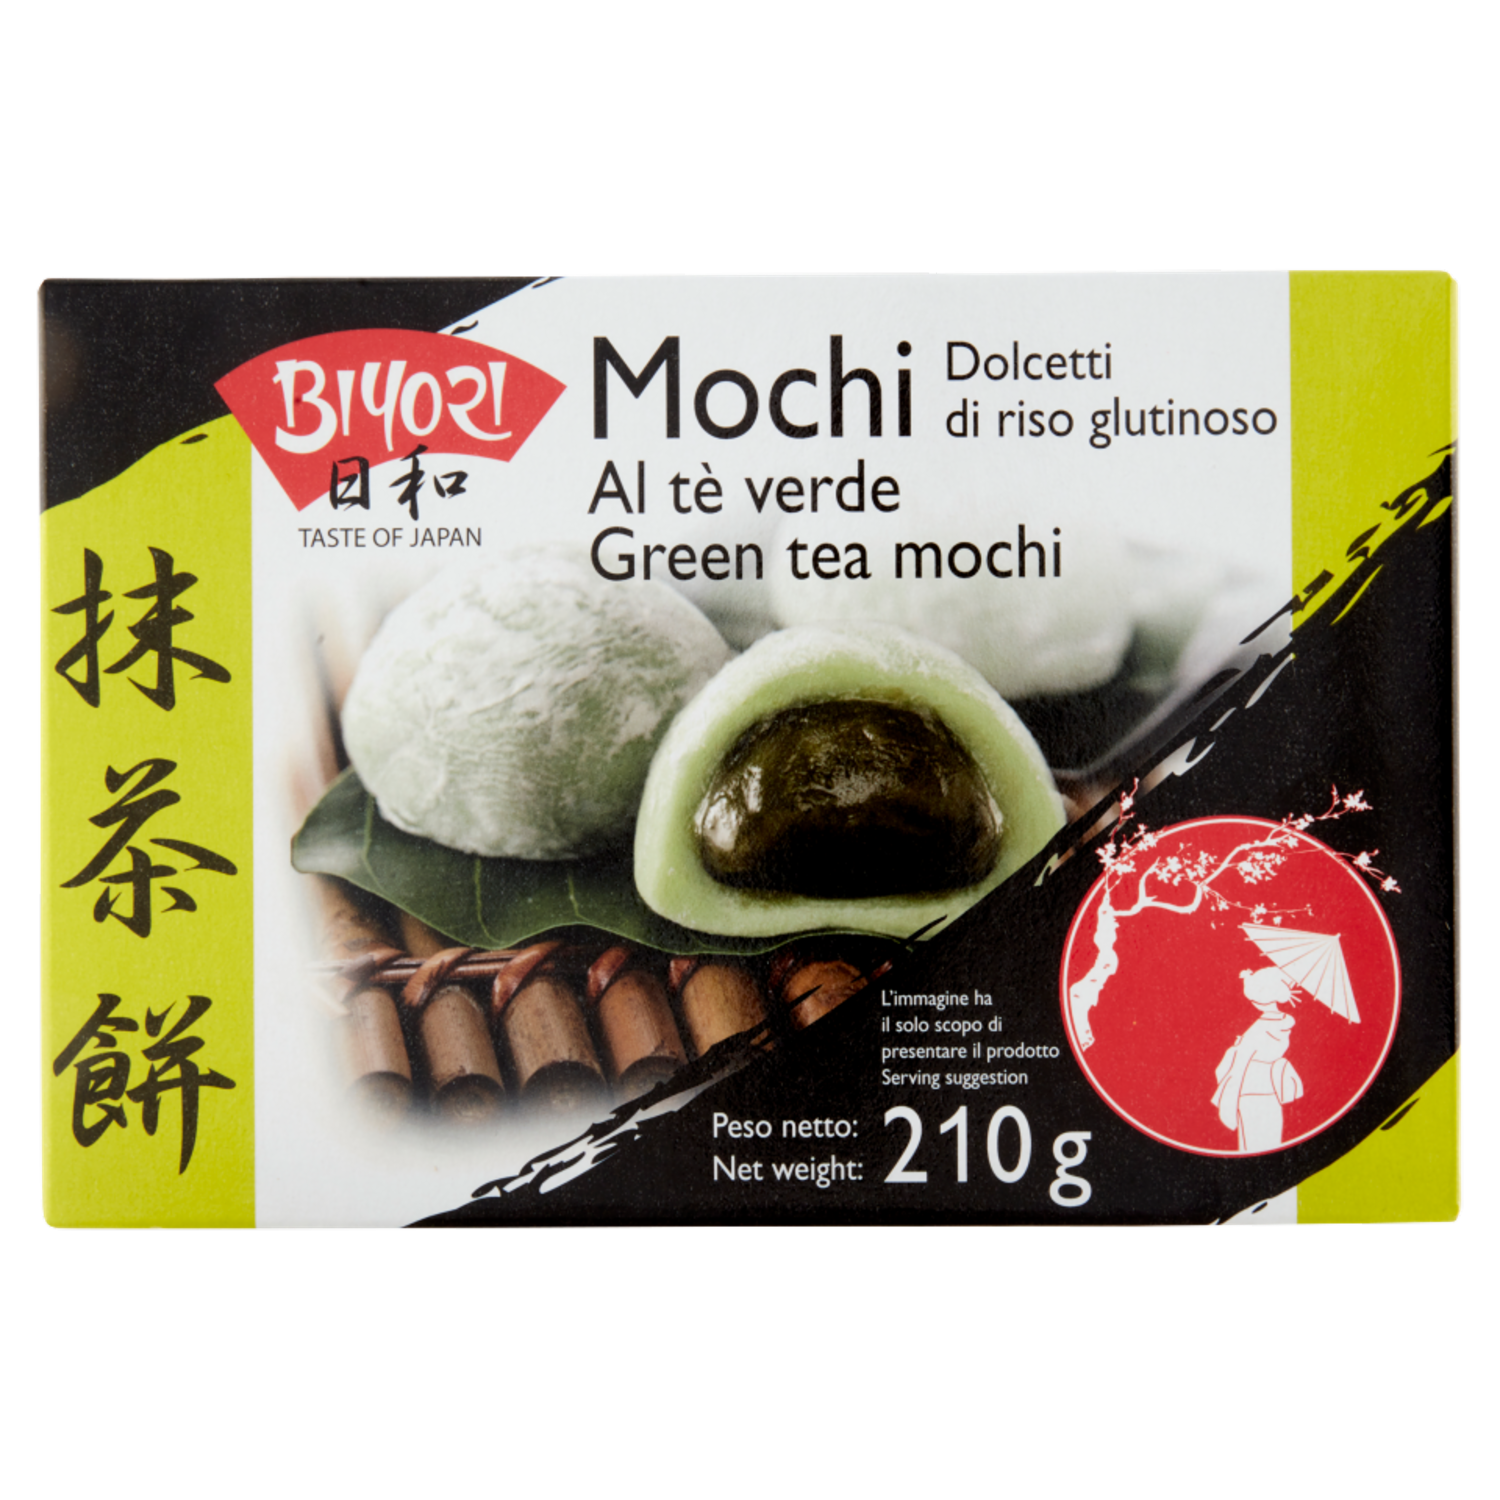 BIYORI
日和
TASTE OF JAPAN
Mochi
Dolcetti
di riso glutinoso
Al tè verde
Green tea mochi
抹茶餅
L'immagine ha
il solo scopo di
presentare il prodotto
Serving suggestion
Peso netto:
Net weight:
210 g